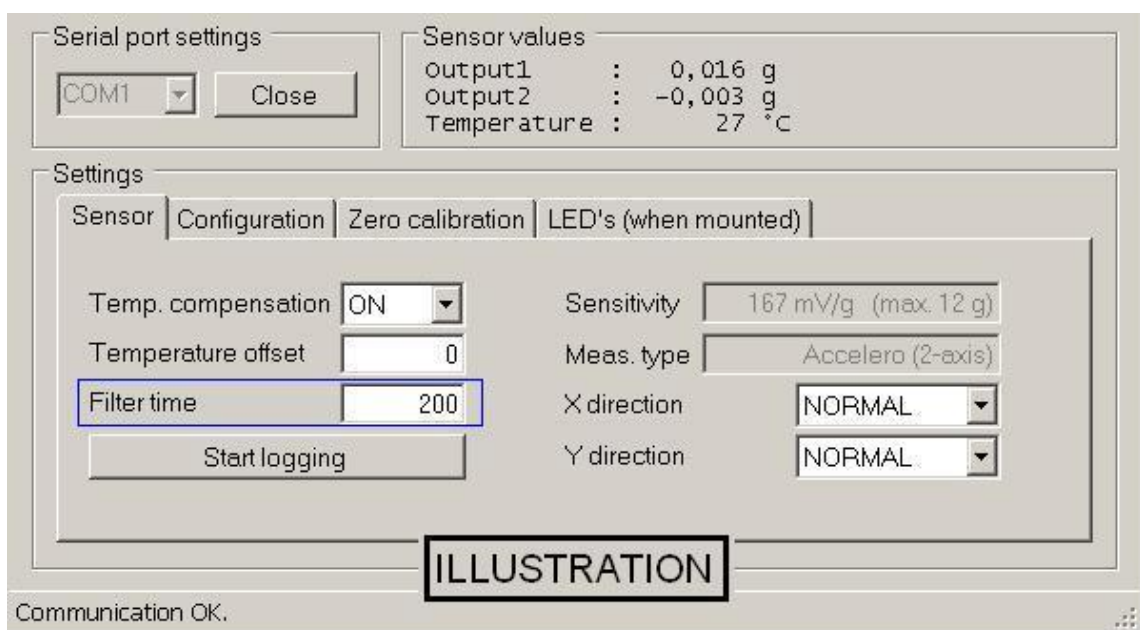 Serial port settings
COM1
Close
Sensor values
Output1 : 0,016 g
Output2 : -0,003 g
Temperature : 27 °C
Settings
Sensor
Configuration
Zero calibration
LED's (when mounted)
Temp. compensation ON
Sensitivity 167 mV/g (max. 12 g)
Temperature offset 0
Meas. type Accelero (2-axis)
Filter time 200
X direction NORMAL
Start logging
Y direction NORMAL
ILLUSTRATION
Communication OK.